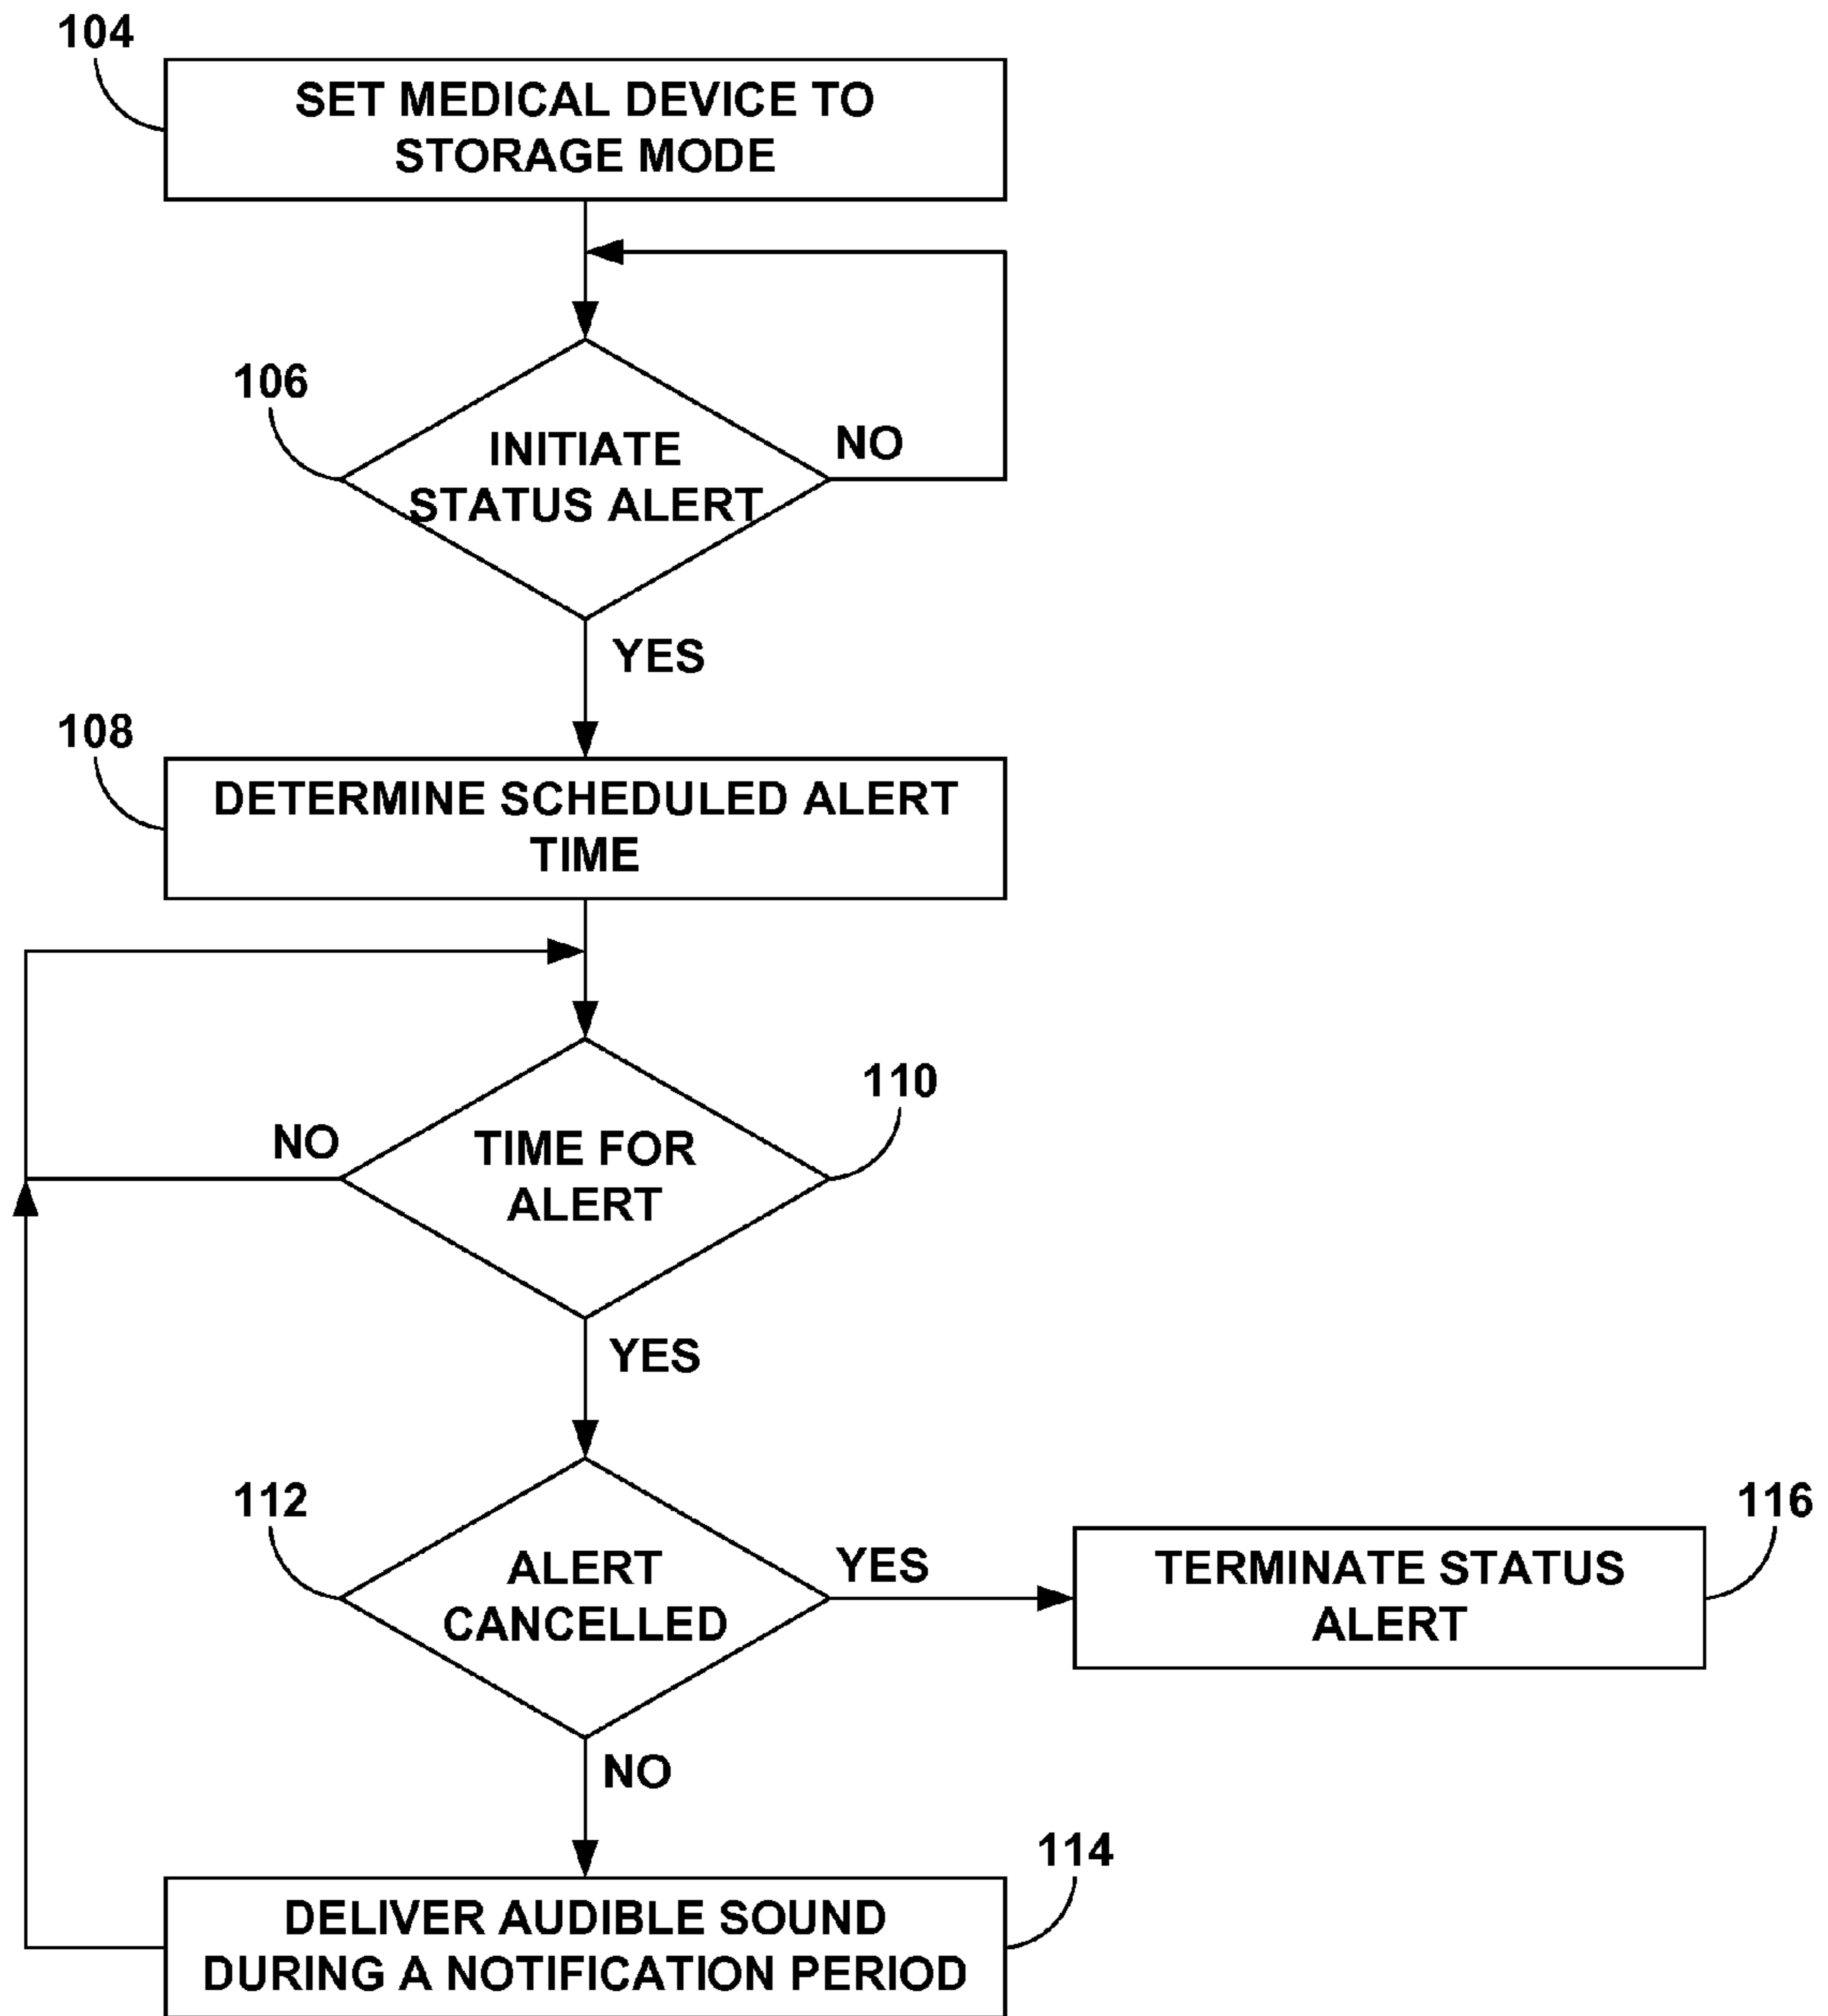 104
SET MEDICAL DEVICE TO
STORAGE MODE
106
INITIATE
STATUS ALERT
NO
YES
108
DETERMINE SCHEDULED ALERT
TIME
110
NO
TIME FOR
ALERT
YES
112
ALERT
CANCELLED
YES
116
TERMINATE STATUS
ALERT
NO
114
DELIVER AUDIBLE SOUND
DURING A NOTIFICATION PERIOD